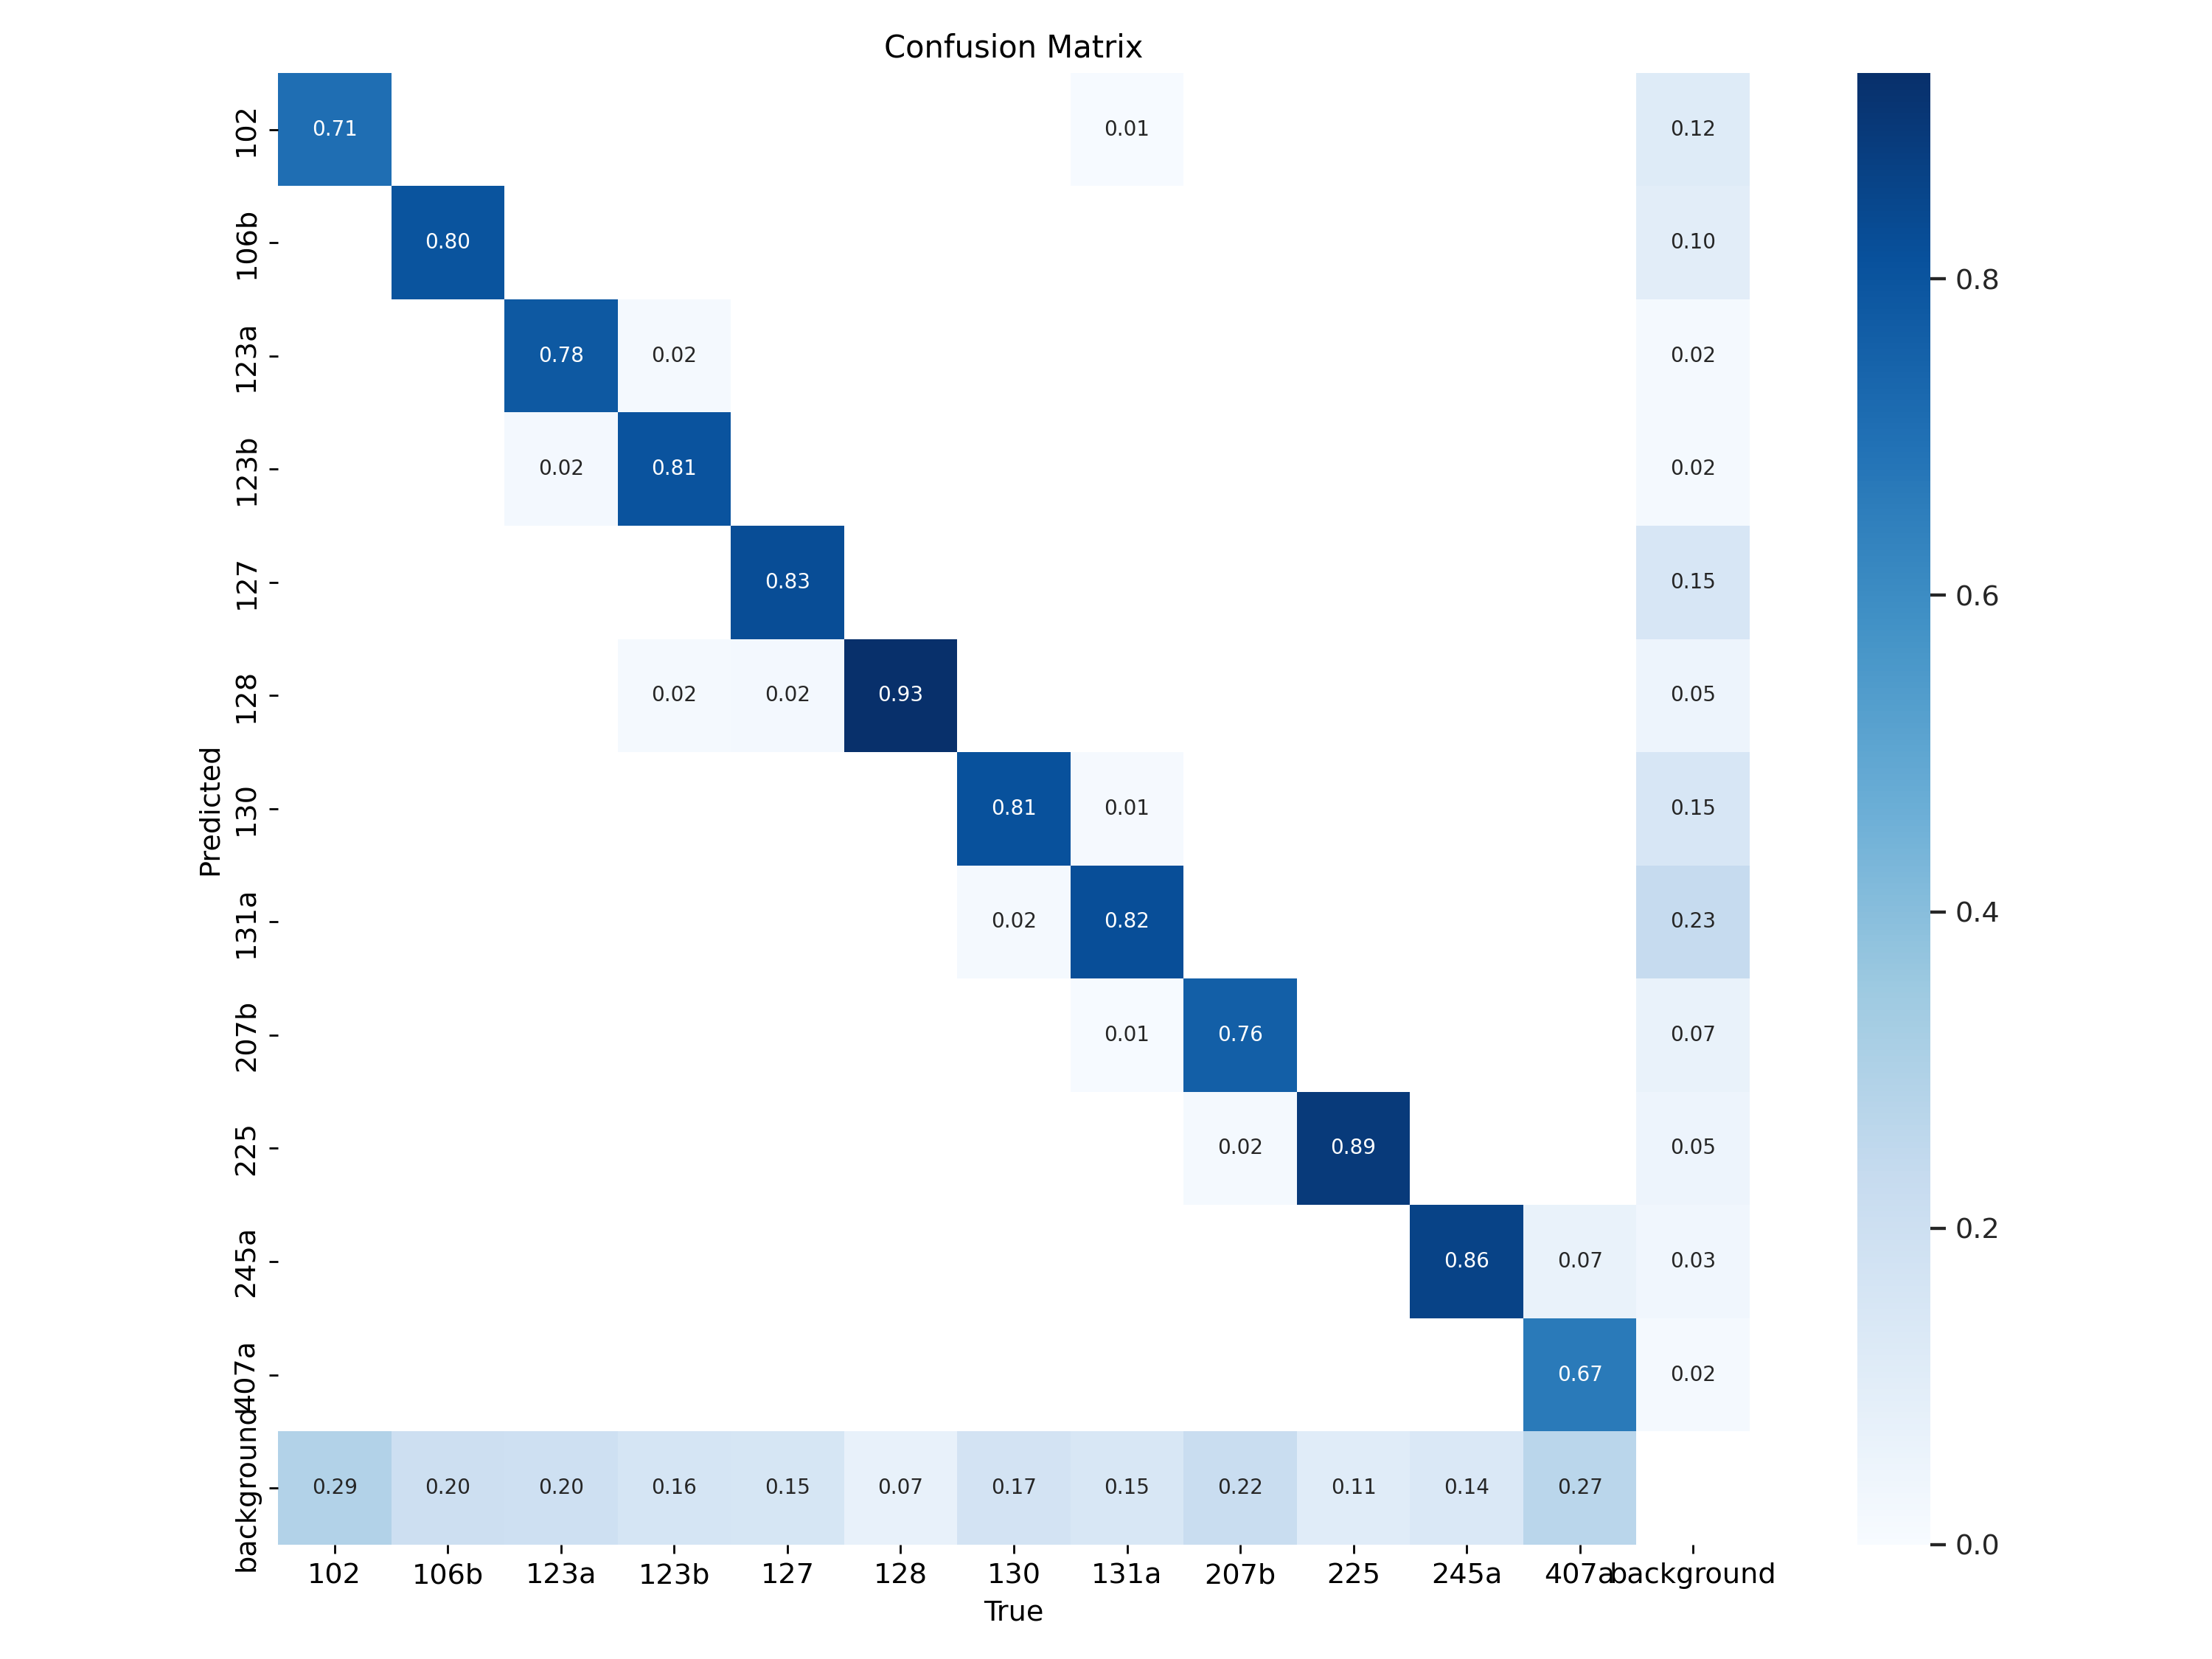 Confusion Matrix
Predicted
102 0.71 0.01 0.12
106b 0.80 0.10
123a 0.78 0.02 0.02
123b 0.02 0.81 0.02
127 0.83 0.15
128 0.02 0.02 0.93 0.05
130 0.81 0.01 0.15
131a 0.02 0.82 0.23
207b 0.01 0.76 0.07
225 0.02 0.89 0.05
245a 0.86 0.07 0.03
407a 0.67 0.02
background 0.29 0.20 0.20 0.16 0.15 0.07 0.17 0.15 0.22 0.11 0.14 0.27
102 106b 123a 123b 127 128 130 131a 207b 225 245a 407a background
True
0.8
0.6
0.4
0.2
0.0